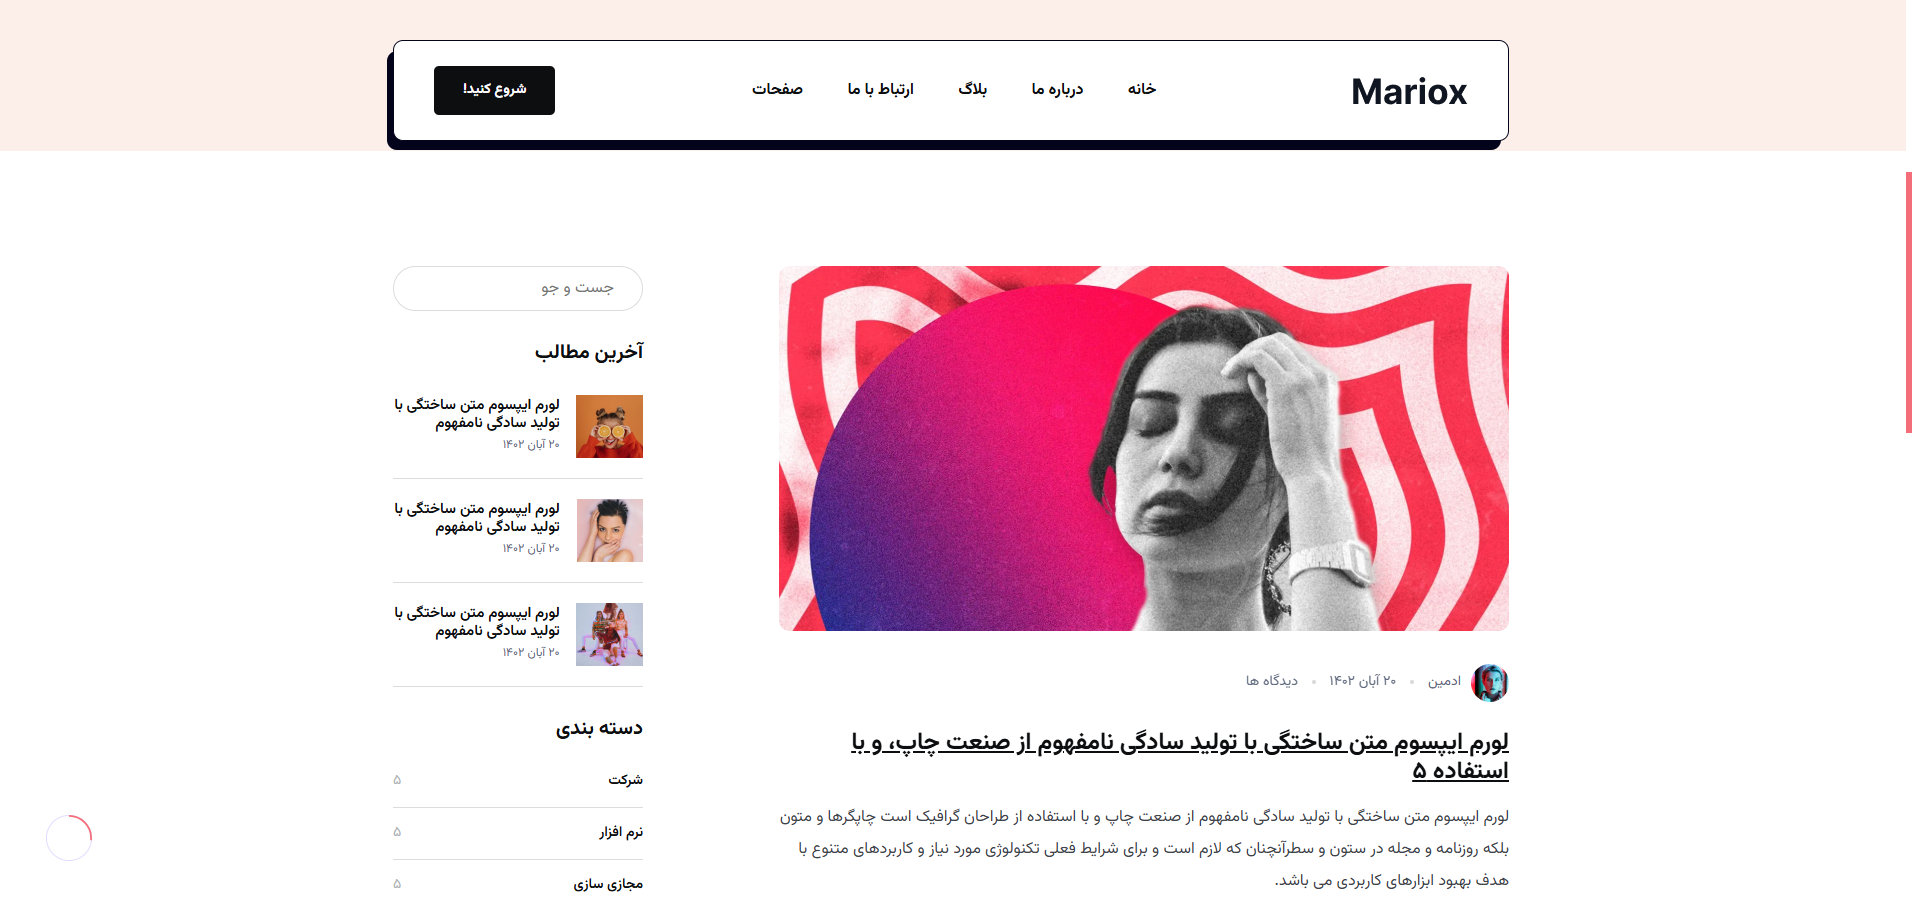 Mariox
خانه
درباره ما
بلاگ
ارتباط با ما
صفحات
شروع کنید!
ادمین
۲۰ آبان ۱۴۰۲
دیدگاه ها
لورم ایپسوم متن ساختگی با تولید سادگی نامفهوم از صنعت چاپ، و با
استفاده ۵
لورم ایپسوم متن ساختگی با تولید سادگی نامفهوم از صنعت چاپ و با استفاده از طراحان گرافیک است چاپگرها و متون
بلکه روزنامه و مجله در ستون و سطرآنچنان که لازم است و برای شرایط فعلی تکنولوژی مورد نیاز و کاربردهای متنوع با
هدف بهبود ابزارهای کاربردی می باشد.
جست و جو
آخرین مطالب
لورم ایپسوم متن ساختگی با
تولید سادگی نامفهوم
۲۰ آبان ۱۴۰۲
لورم ایپسوم متن ساختگی با
تولید سادگی نامفهوم
۲۰ آبان ۱۴۰۲
لورم ایپسوم متن ساختگی با
تولید سادگی نامفهوم
۲۰ آبان ۱۴۰۲
دسته بندی
شرکت ۵
نرم افزار ۵
مجازی سازی ۵